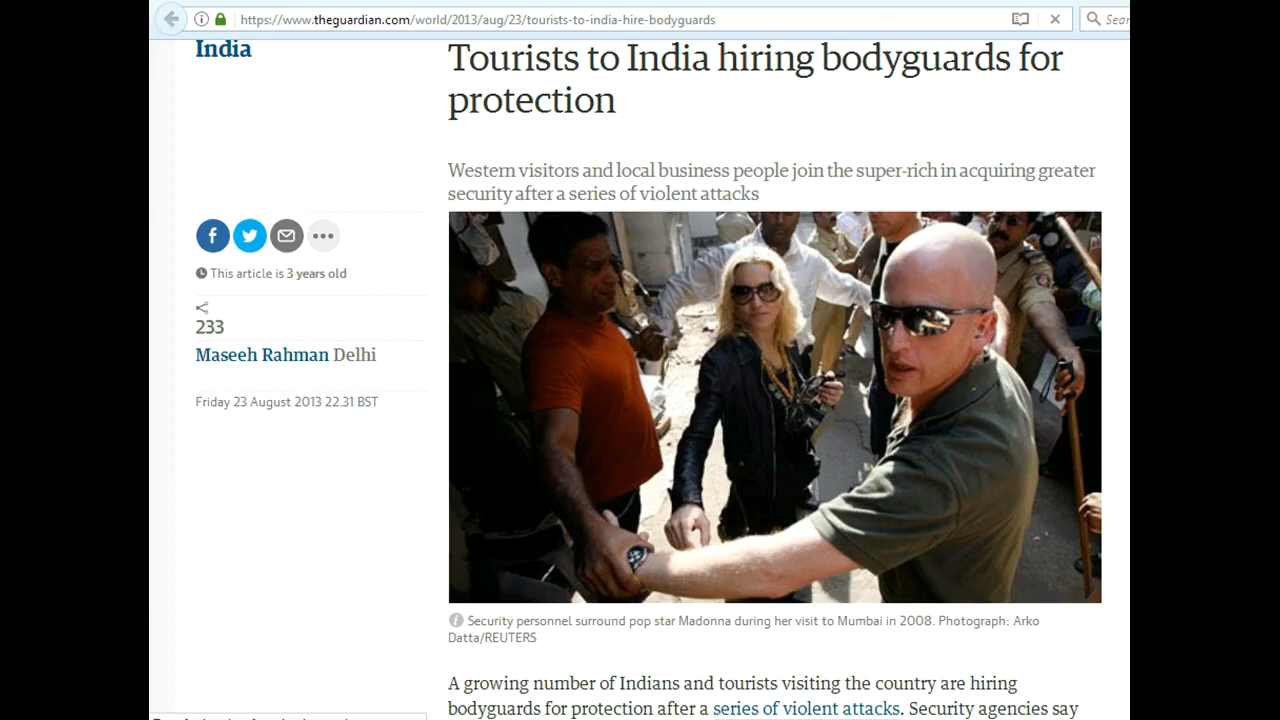 https://www.theguardian.com/world/2013/aug/23/tourists-to-india-hire-bodyguards
India
Tourists to India hiring bodyguards for
protection
Western visitors and local business people join the super-rich in acquiring greater
security after a series of violent attacks
This article is 3 years old
233
Maseeh Rahman Delhi
Friday 23 August 2013 22.31 BST
Security personnel surround pop star Madonna during her visit to Mumbai in 2008. Photograph: Arko
Datta/REUTERS
A growing number of Indians and tourists visiting the country are hiring
bodyguards for protection after a series of violent attacks. Security agencies say